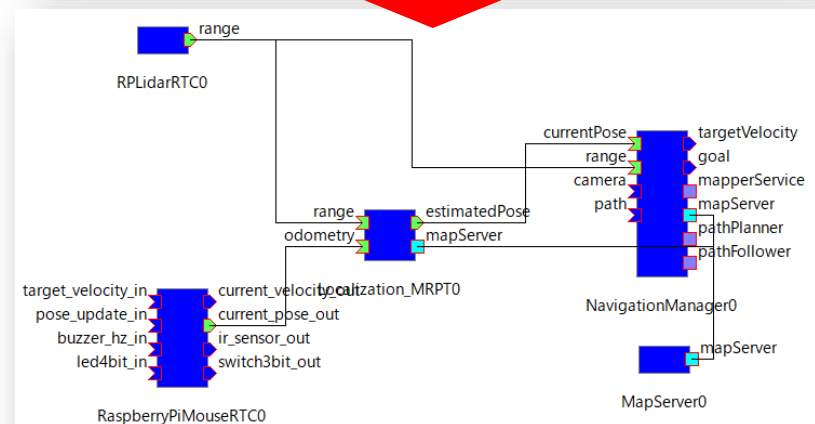 range
RPLidarRTC0
currentPose
range
camera
path
targetVelocity
goal
mapperService
mapServer
pathPlanner
pathFollower
NavigationManager0
range
odometry
estimatedPose
mapServer
Localization_MRPT0
target_velocity_in
pose_update_in
buzzer_hz_in
led4bit_in
current_velocity_out
current_pose_out
ir_sensor_out
switch3bit_out
RaspberryPiMouseRTC0
mapServer
MapServer0